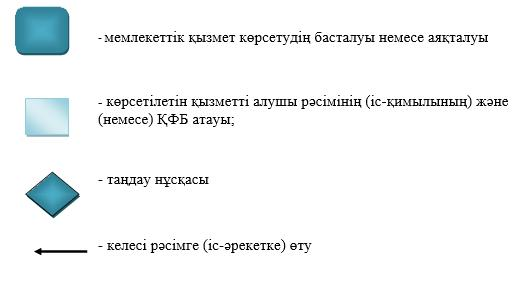 - мемлекеттік қызмет көрсетудің басталуы немесе аяқталуы
- көрсетілетін қызметті алушы рәсімінің (іс-қимылының) және
(немесе) ҚФБ атауы;
- таңдау нұсқасы
- келесі рәсімге (іс-әрекетке) өту